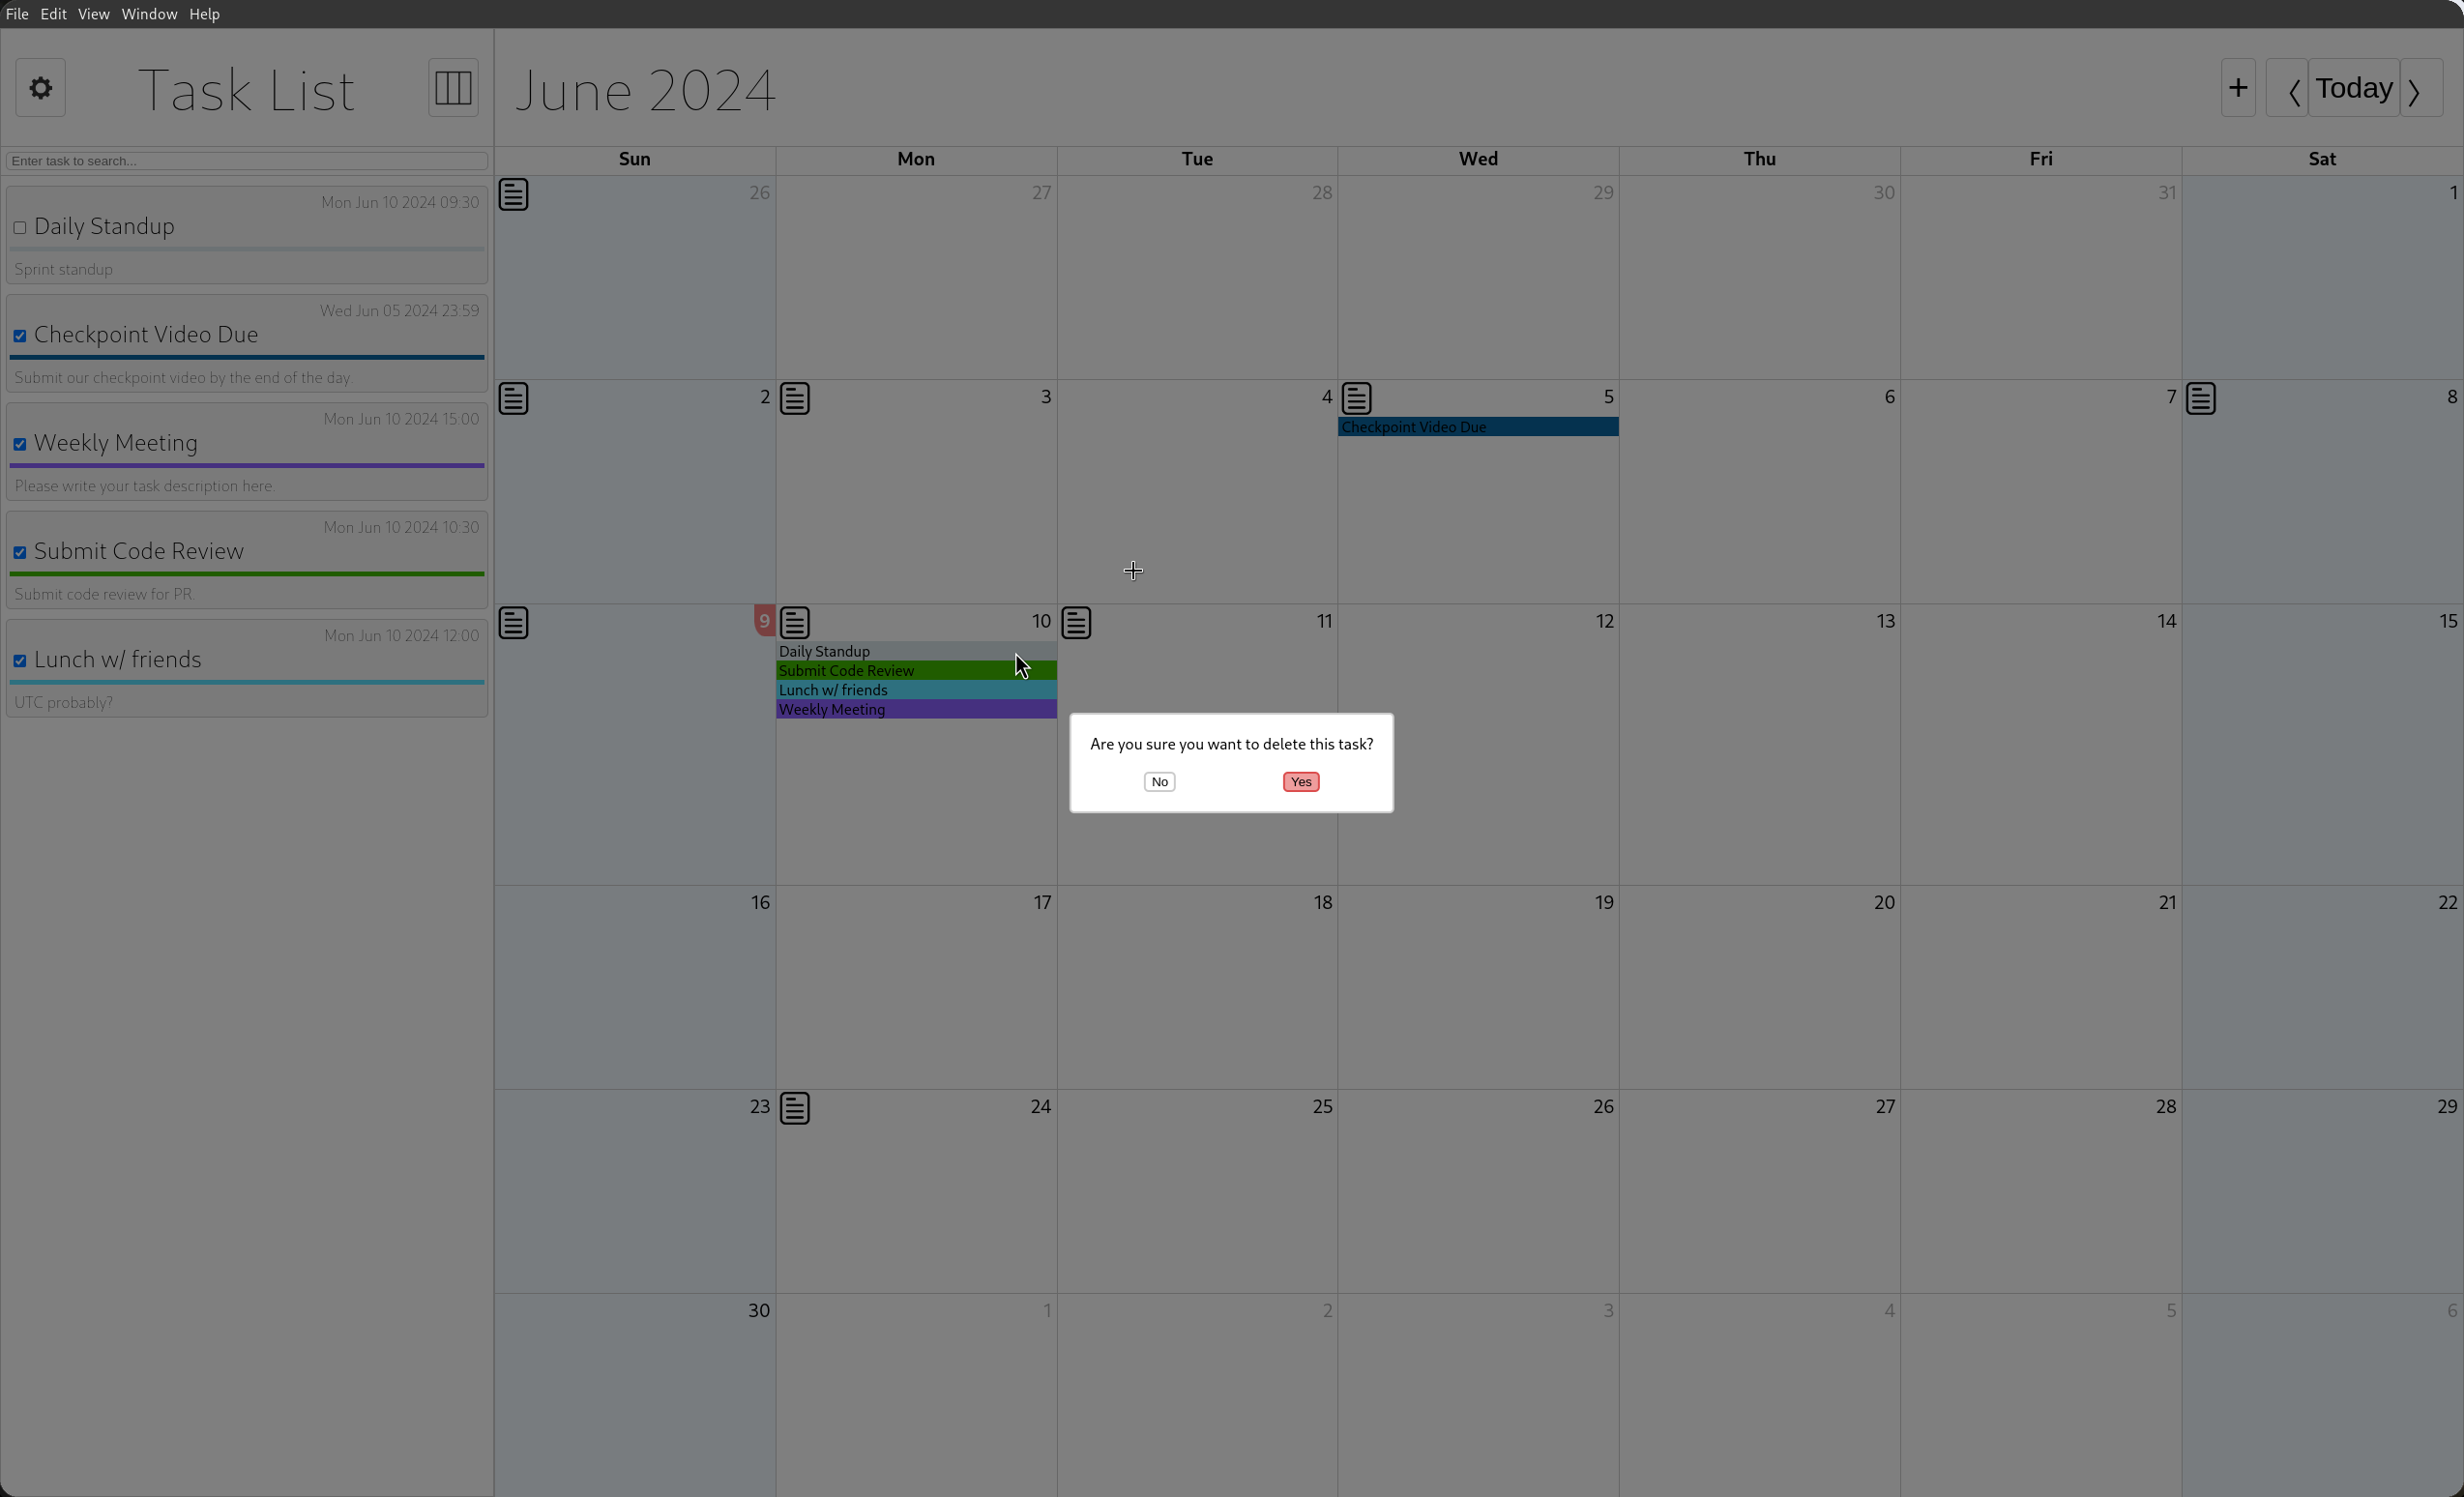 File Edit View Window Help
Task List
June 2024
+ Today
Enter task to search...
Sun Mon Tue Wed Thu Fri Sat
Mon Jun 10 2024 09:30
Daily Standup
Sprint standup
Wed Jun 05 2024 23:59
Checkpoint Video Due
Submit our checkpoint video by the end of the day.
Mon Jun 10 2024 15:00
Weekly Meeting
Please write your task description here.
Mon Jun 10 2024 10:30
Submit Code Review
Submit code review for PR.
Mon Jun 10 2024 12:00
Lunch w/ friends
UTC probably?
26 27 28 29 30 31 1
2 3 4 5 6 7 8
Checkpoint Video Due
9 10 11 12 13 14 15
Daily Standup
Submit Code Review
Lunch w/ friends
Weekly Meeting
Are you sure you want to delete this task?
No Yes
16 17 18 19 20 21 22
23 24 25 26 27 28 29
30 1 2 3 4 5 6